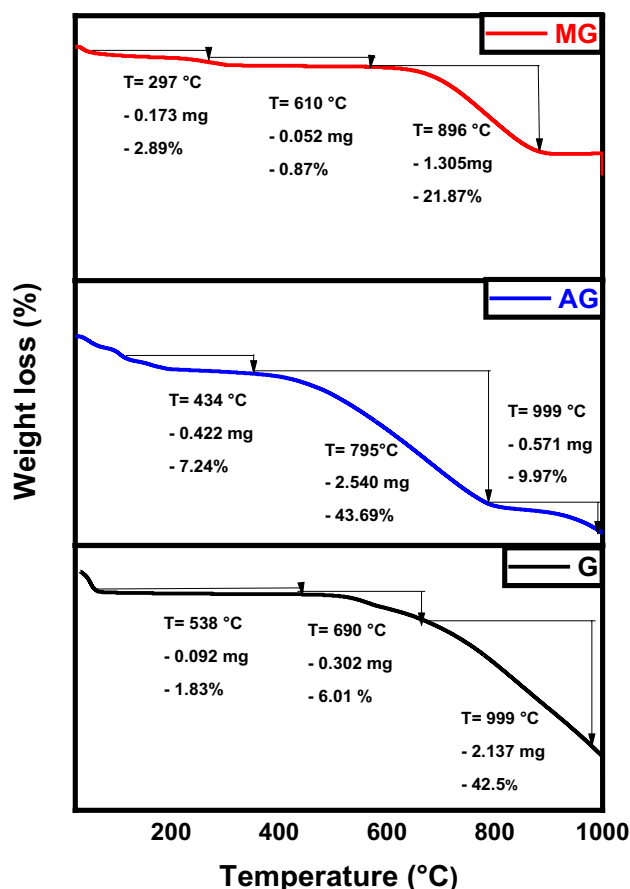 MG
T= 297 °C
- 0.173 mg
- 2.89%
T= 610 °C
- 0.052 mg
- 0.87%
T= 896 °C
- 1.305mg
- 21.87%
AG
T= 434 °C
- 0.422 mg
- 7.24%
T= 795°C
- 2.540 mg
- 43.69%
T= 999 °C
- 0.571 mg
- 9.97%
G
T= 538 °C
- 0.092 mg
- 1.83%
T= 690 °C
- 0.302 mg
- 6.01 %
T= 999 °C
- 2.137 mg
- 42.5%
Weight loss (%)
200 400 600 800 1000
Temperature (°C)